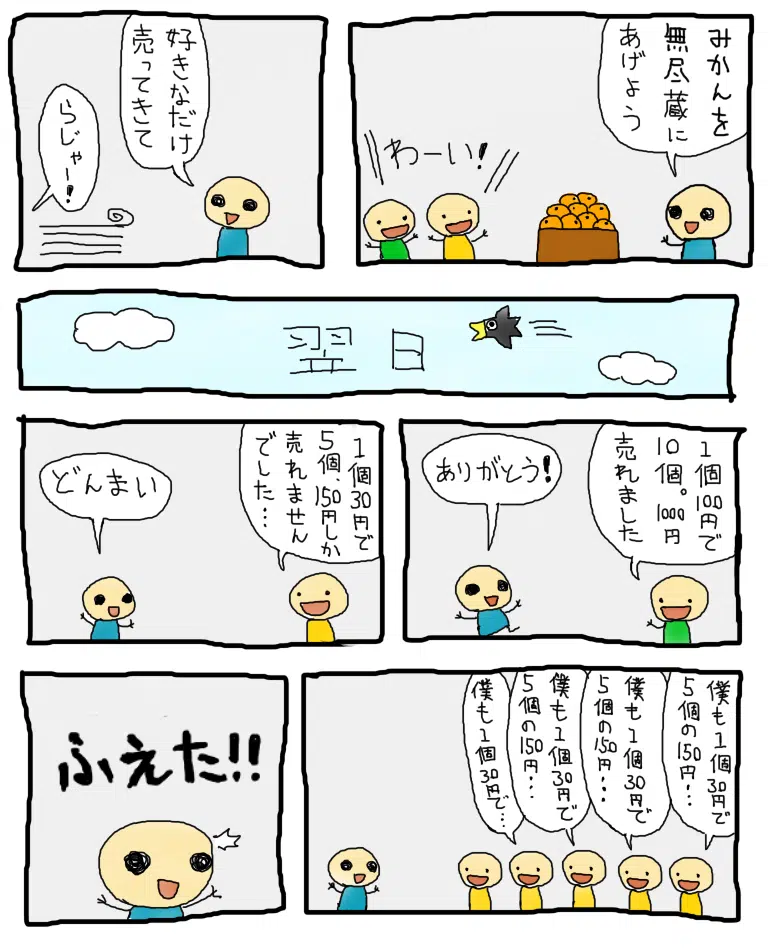 みかんを
無尽蔵に
あげよう
わーい!
好きなだけ
売ってきて
らじゃー!
翌日
1個100円で
10個。1000円
売れました
ありがとう!
1個30円で
5個、150円しか
売れません
でした…
どんまい
僕も1個30円で
5個の150円!…
僕も1個30円で
5個の150円!…
僕も1個30円で
5個の150円!…
僕も1個30円で…
ふえた!!